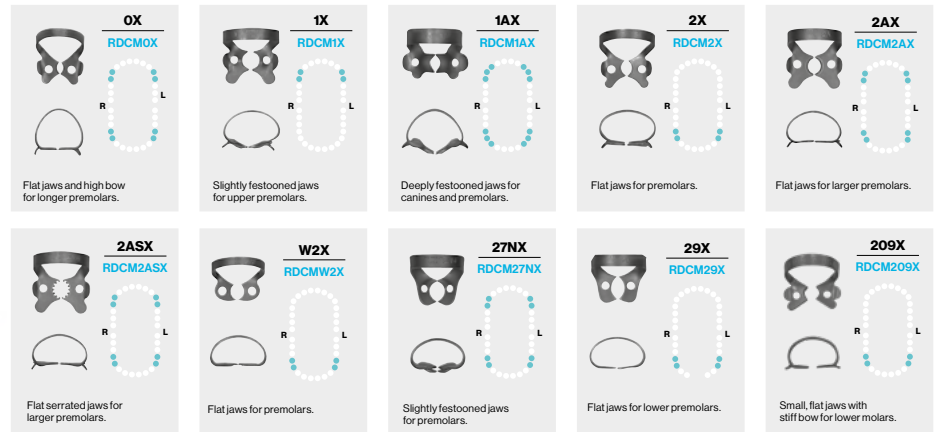 0X
RDCM0X
R
L
Flat jaws and high bow
for longer premolars.
1X
RDCM1X
R
L
Slightly festooned jaws
for upper premolars.
1AX
RDCM1AX
R
L
Deeply festooned jaws for
canines and premolars.
2X
RDCM2X
R
L
Flat jaws for premolars.
2AX
RDCM2AX
R
L
Flat jaws for larger premolars.
2ASX
RDCM2ASX
R
L
Flat serrated jaws for
larger premolars.
W2X
RDCMW2X
R
L
Flat jaws for premolars.
27NX
RDCM27NX
R
L
Slightly festooned jaws
for premolars.
29X
RDCM29X
R
L
Flat jaws for lower premolars.
209X
RDCM209X
R
L
Small, flat jaws with
stiff bow for lower molars.